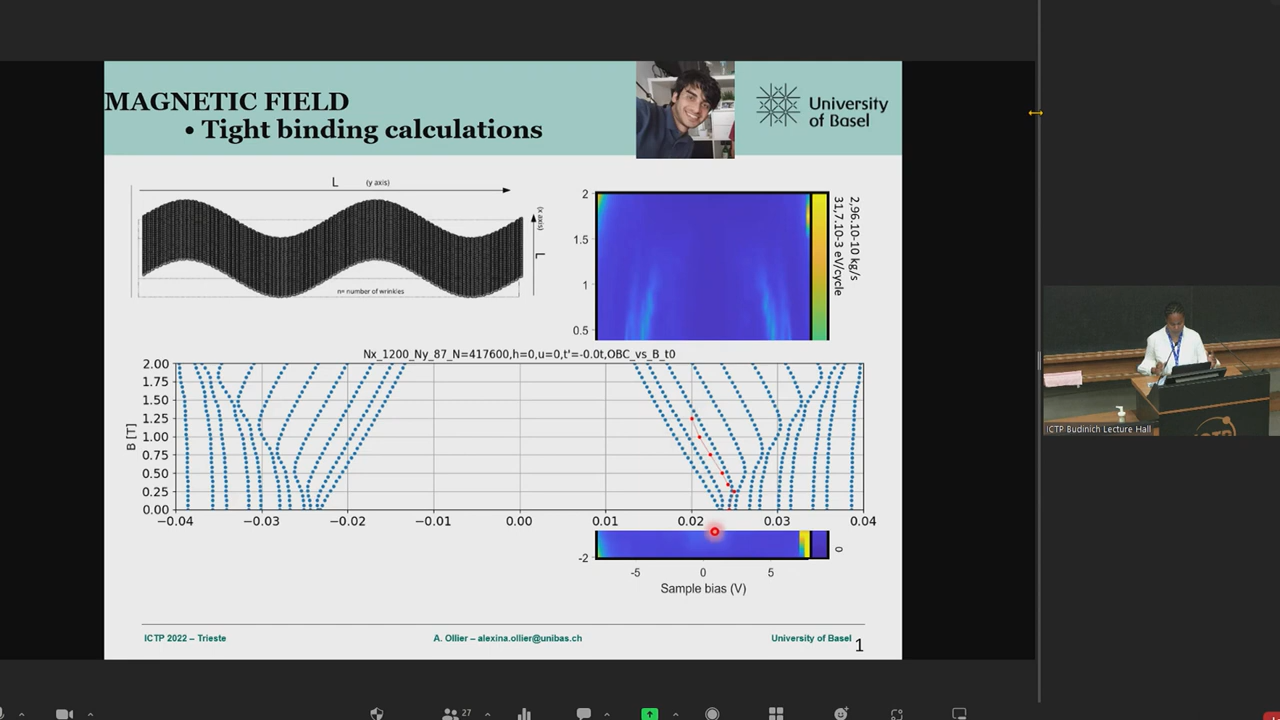 MAGNETIC FIELD
• Tight binding calculations
University
of Basel
L (y axis)
(x axis)
L
n= number of wrinkles
2
1.5
1
0.5
2,96.10-10 kg/s
31,7.10-3 eV/cycle
Nx_1200_Ny_87_N=417600,h=0,u=0,t'=-0.0t,OBC_vs_B_t0
B [T]
2.00
1.75
1.50
1.25
1.00
0.75
0.50
0.25
0.00
−0.04 −0.03 −0.02 −0.01 0.00 0.01 0.02 0.03 0.04
-2
0
-5 0 5
Sample bias (V)
ICTP 2022 – Trieste A. Ollier – alexina.ollier@unibas.ch University of Basel 1
ICTP Budinich Lecture Hall
27